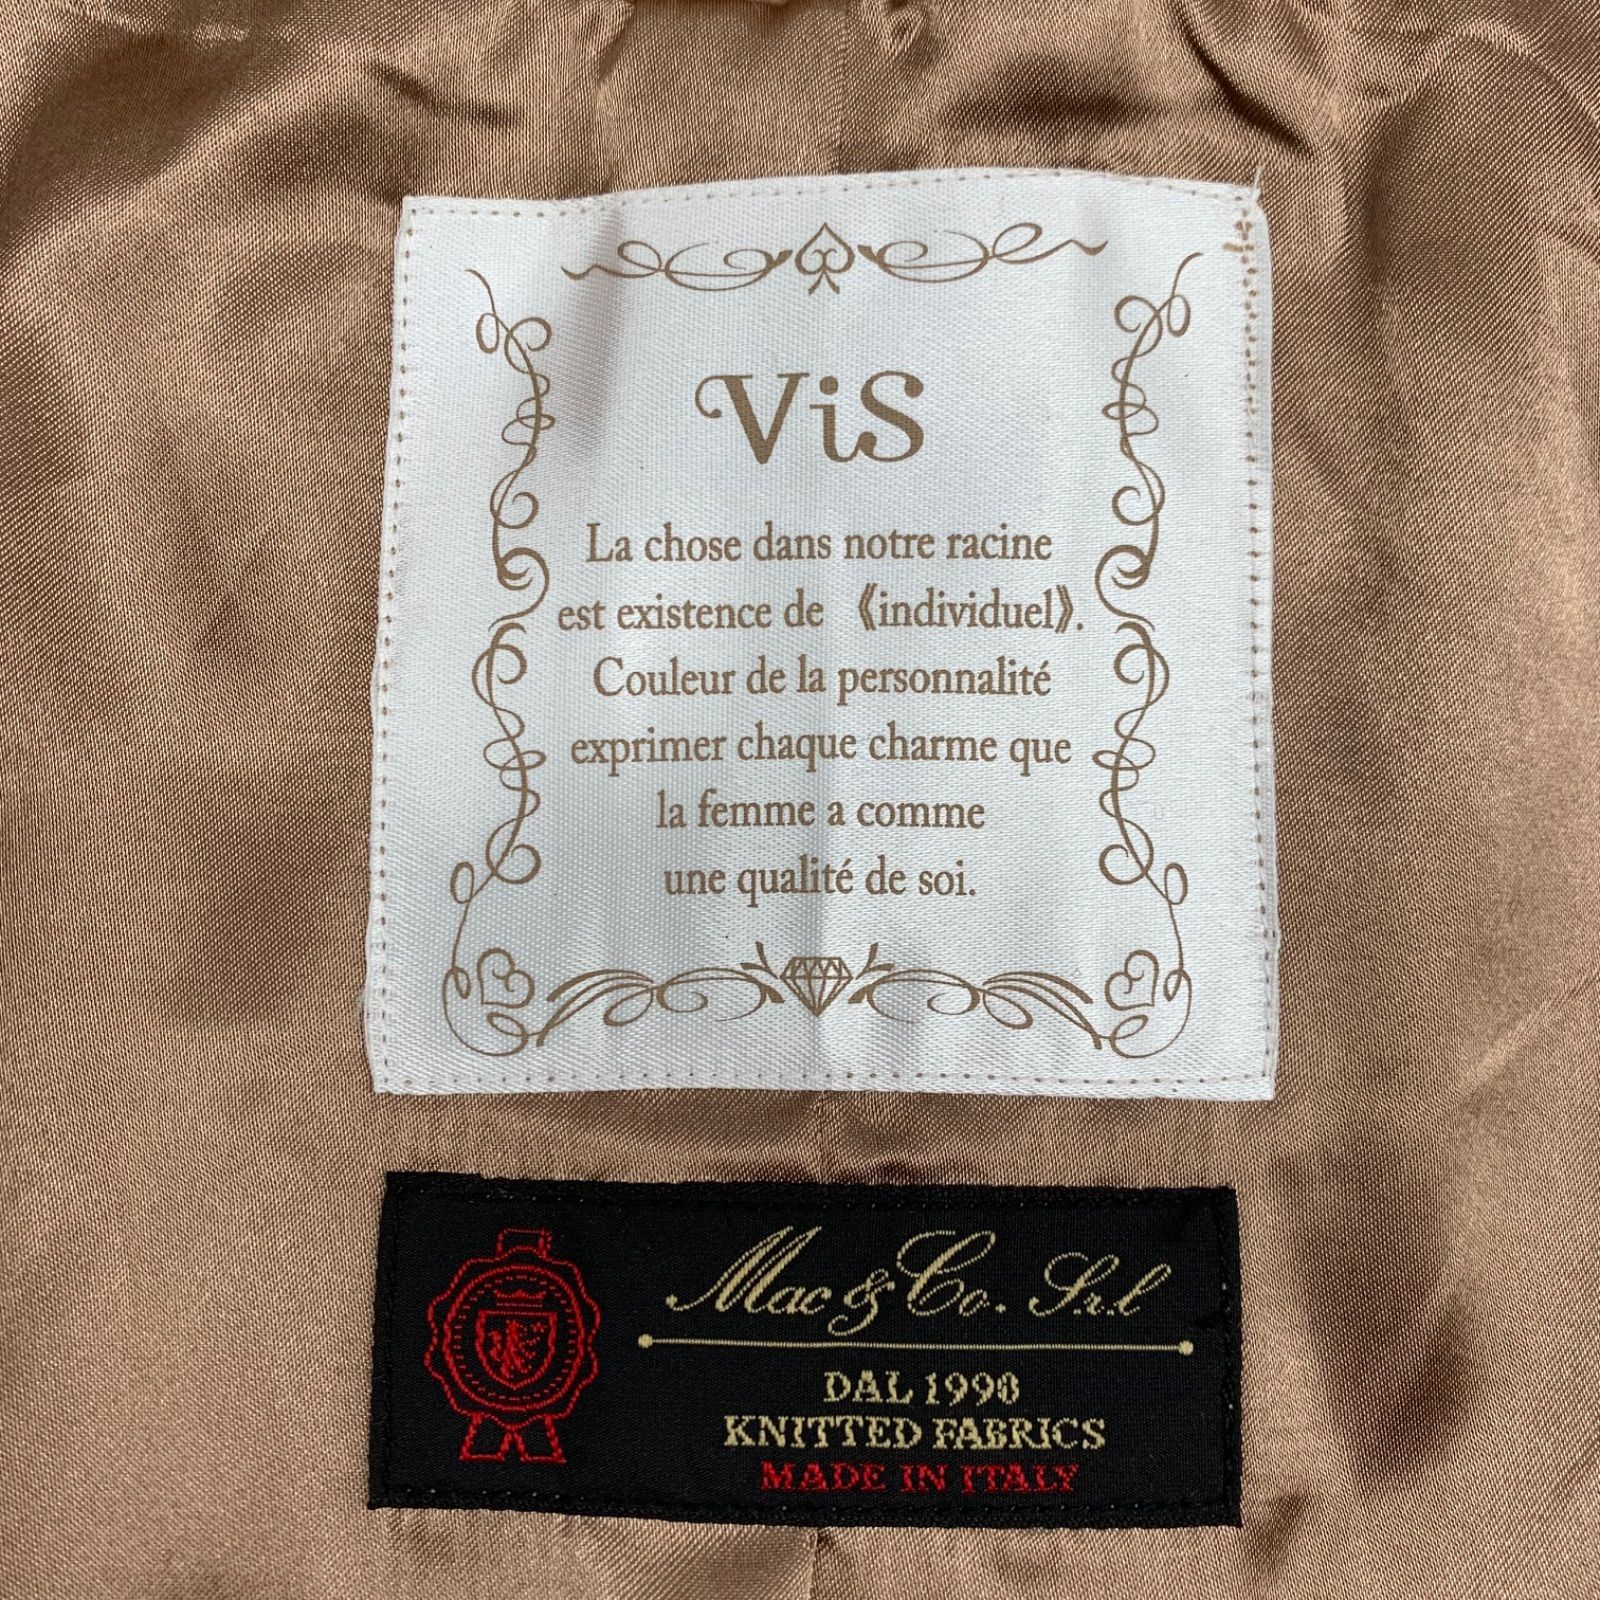 ViS
La chose dans notre racine
est existence de 《individuel》.
Couleur de la personnalité
exprimer chaque charme que
la femme a comme
une qualité de soi.
Mac & Co. S.r.l
DAL 1990
KNITTED FABRICS
MADE IN ITALY